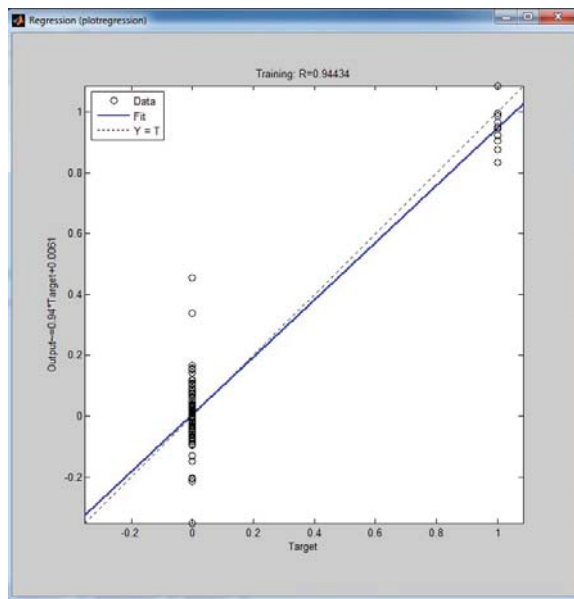 Regression (plotregression)
Training: R=0.94434
Data
Fit
Y = T
Output~=0.94*Target+0.0061
1
0.8
0.6
0.4
0.2
0
-0.2
-0.2
0
0.2
0.4
0.6
0.8
1
Target